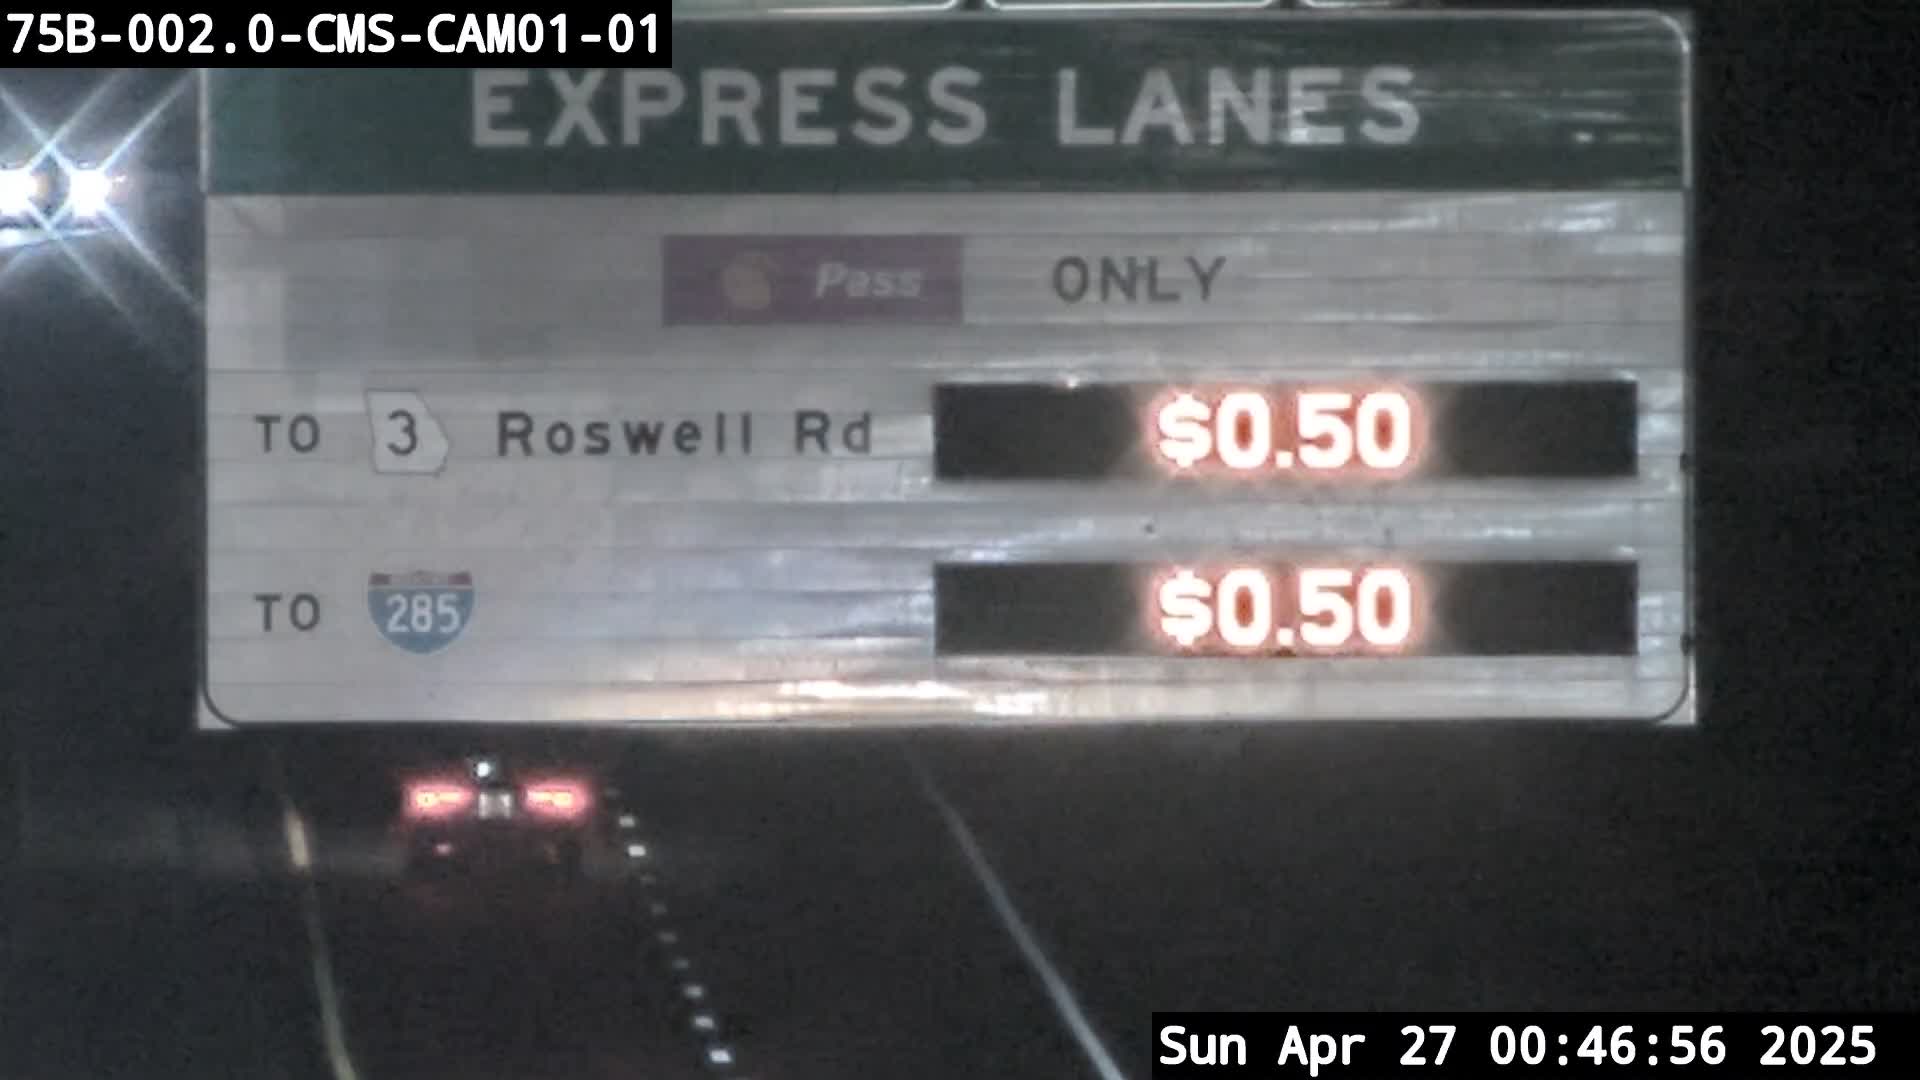 75B-002.0-CMS-CAM01-01
EXPRESS LANES
Pass ONLY
TO 3 Roswell Rd $0.50
TO 285 $0.50
Sun Apr 27 00:46:56 2025